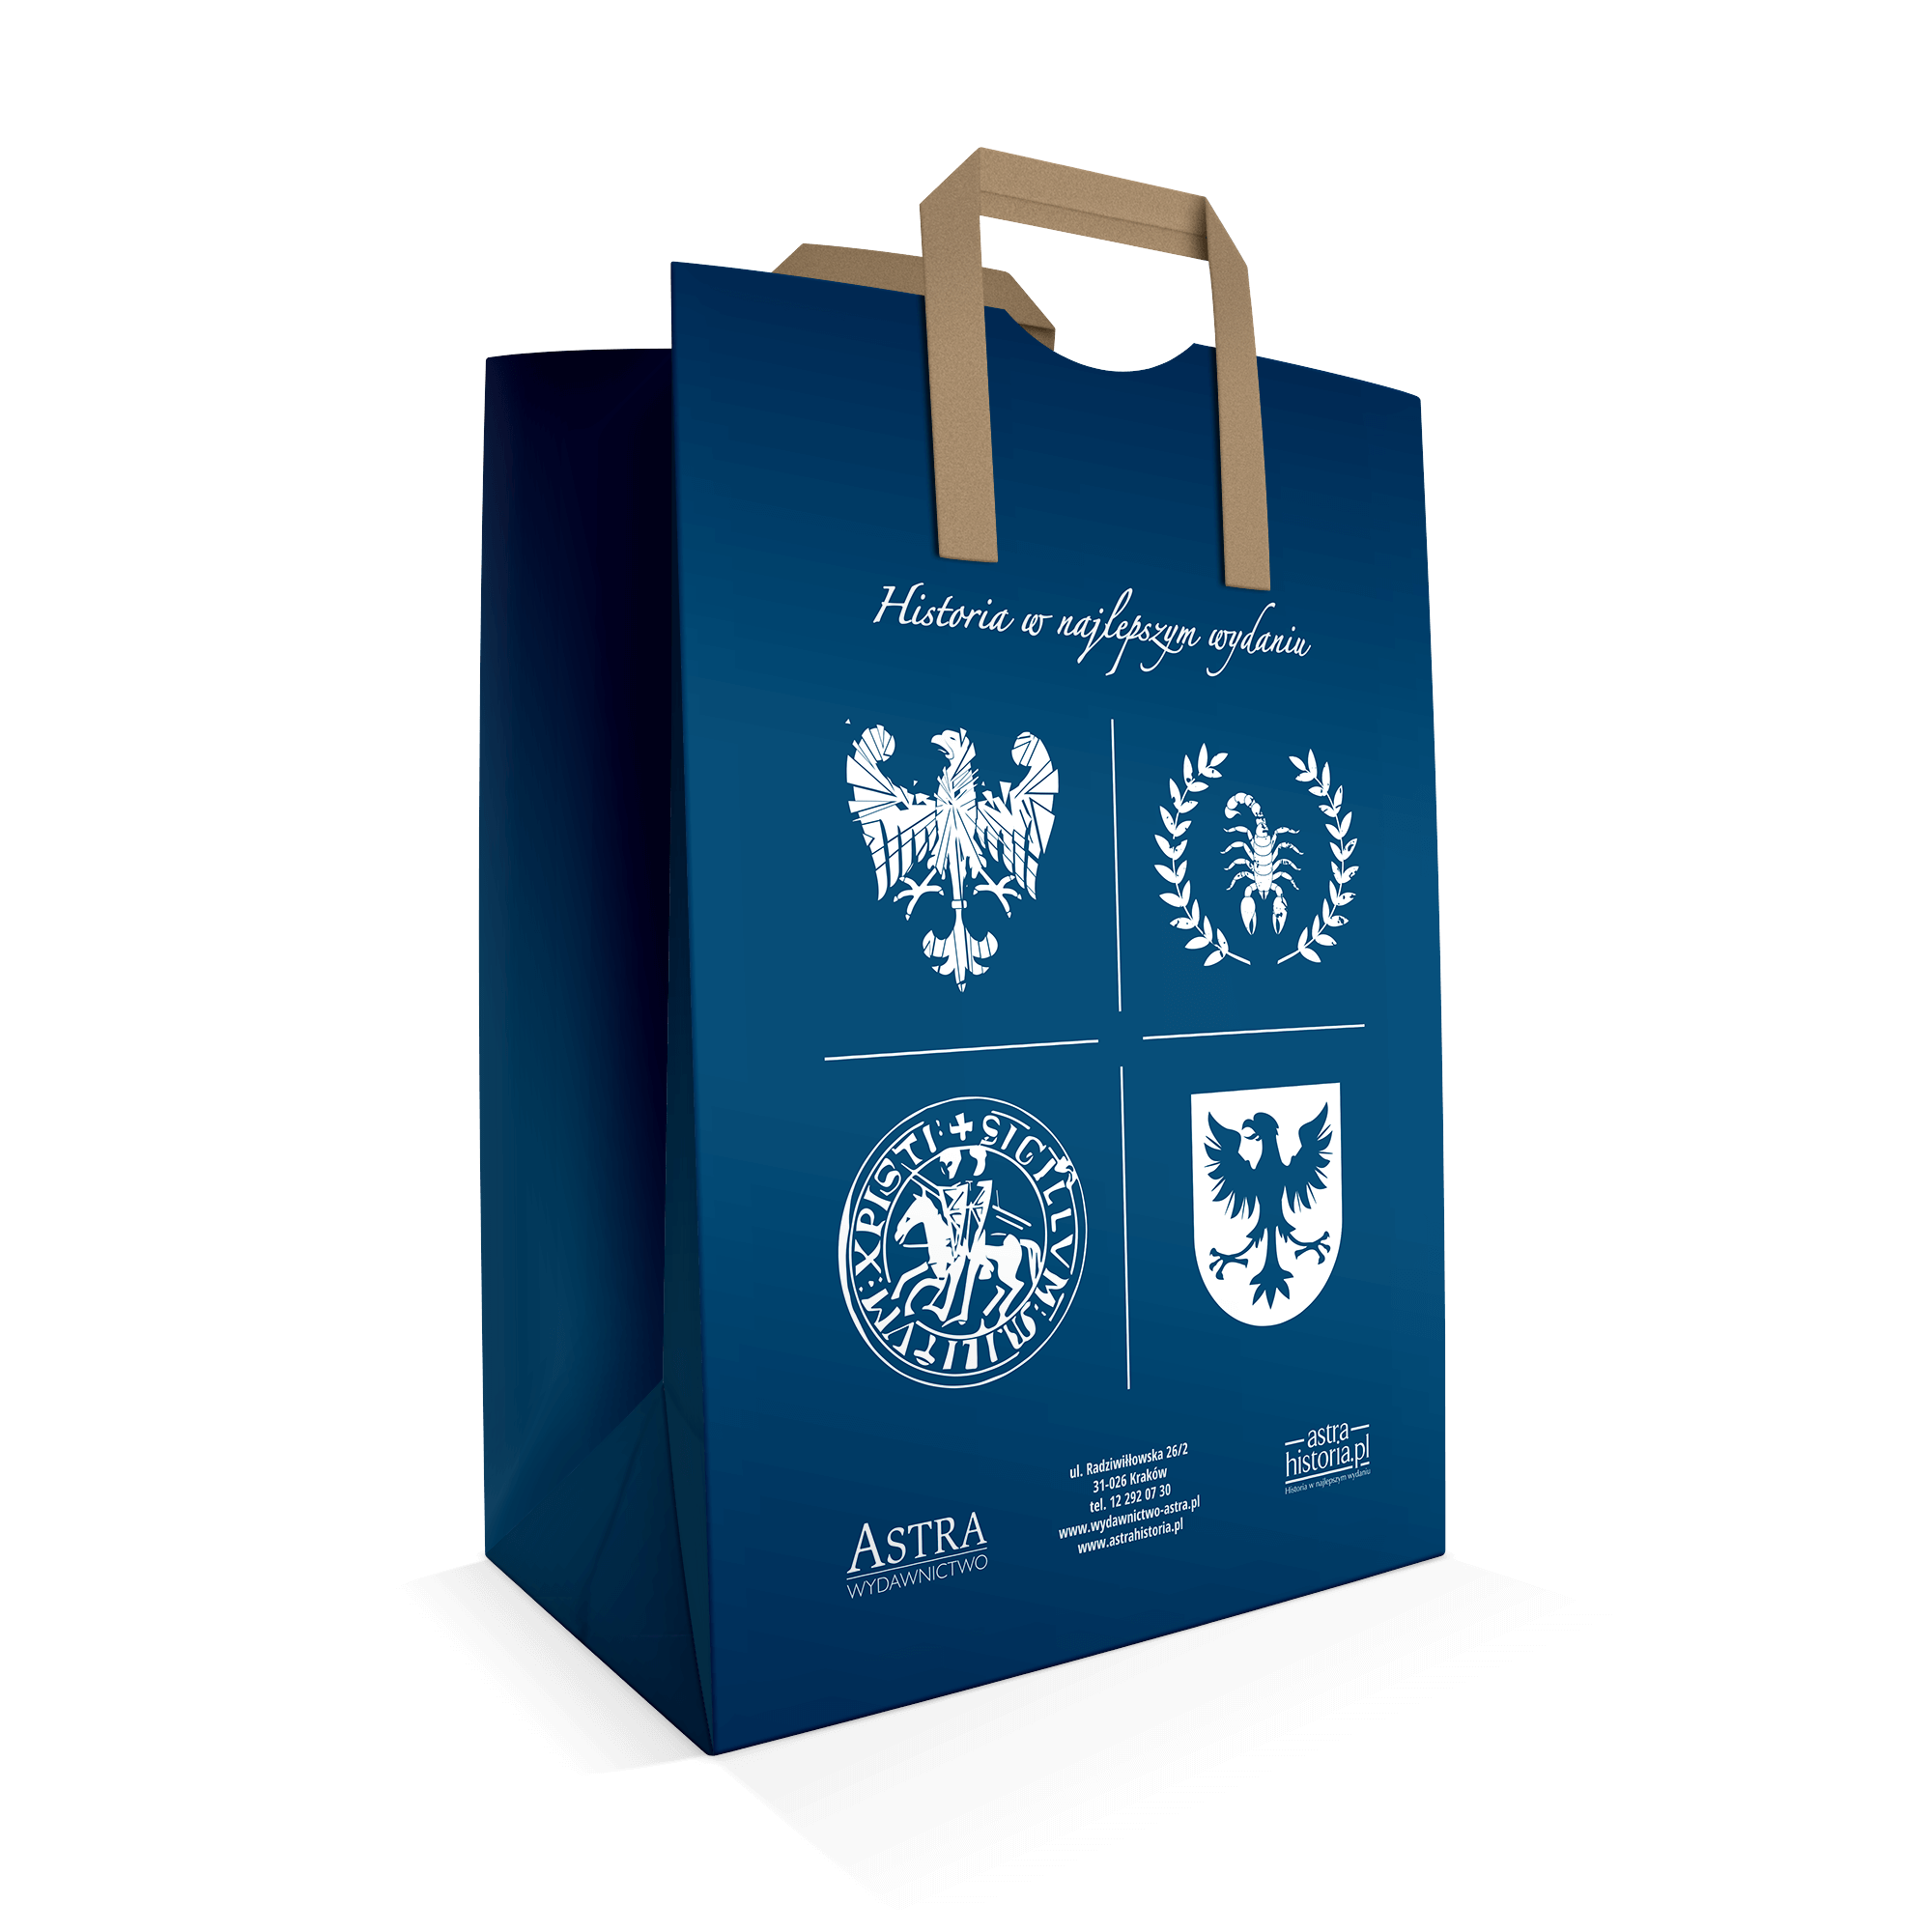 Historia w najlepszym wydaniu
+ SIGILLVM: MILITVM: XPISTI:
ul. Radziwiłłowska 26/2
31-026 Kraków
tel. 12 292 07 30
www.wydawnictwo-astra.pl
www.astrahistoria.pl
ASTRA
WYDAWNICTWO
astra
historia.pl
Historia w najlepszym wydaniu